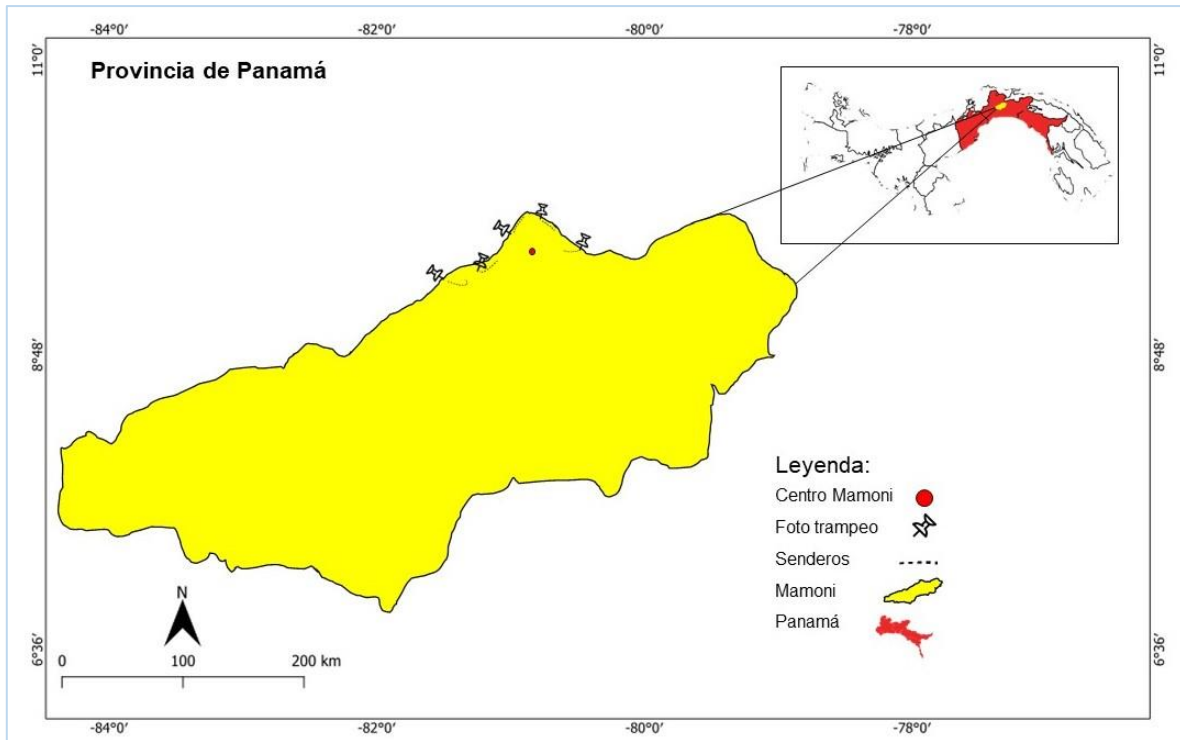 -84°0′ -82°0′ -80°0′ -78°0′
11°0′ 11°0′
Provincia de Panamá
8°48′ 8°48′
Leyenda:
Centro Mamoni
Foto trampeo
Senderos
Mamoni
Panamá
N
6°36′ 6°36′
0 100 200 km
-84°0′ -82°0′ -80°0′ -78°0′